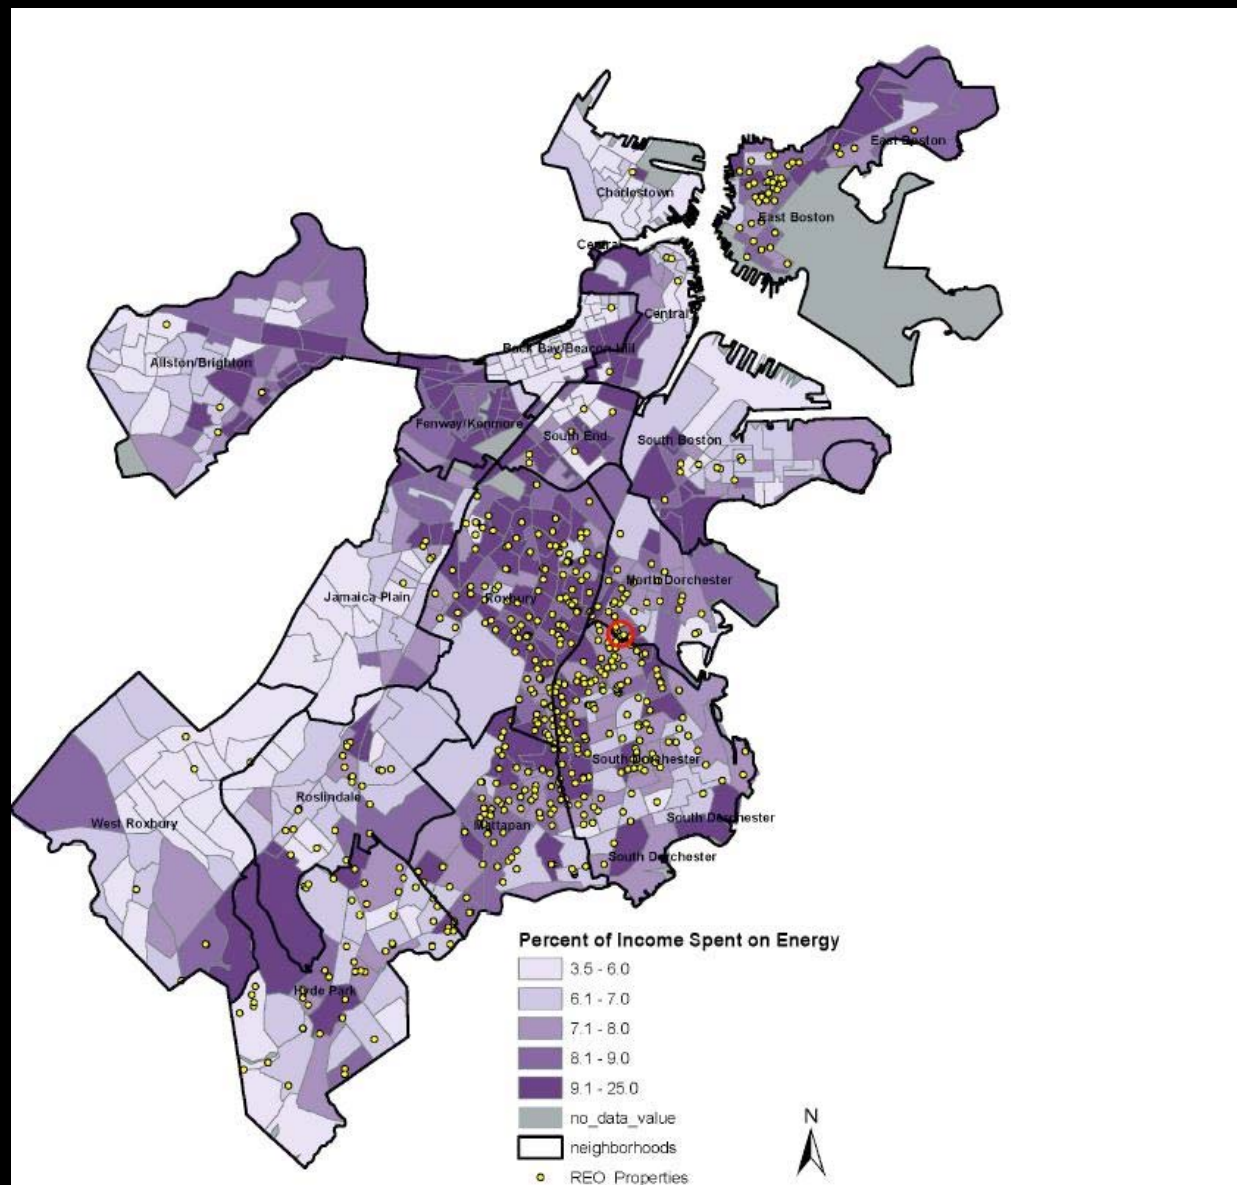 East Boston
Charlestown
East Boston
Central
Central
Back Bay/Beacon Hill
Allston/Brighton
Fenway/Kenmore
South End
South Boston
North Dorchester
Jamaica Plain
Roxbury
South Dorchester
Roslindale
West Roxbury
Mattapan
South Dorchester
South Dorchester
Hyde Park
Percent of Income Spent on Energy
3.5 - 6.0
6.1 - 7.0
7.1 - 8.0
8.1 - 9.0
9.1 - 25.0
no_data_value
neighborhoods
REO_Properties
N